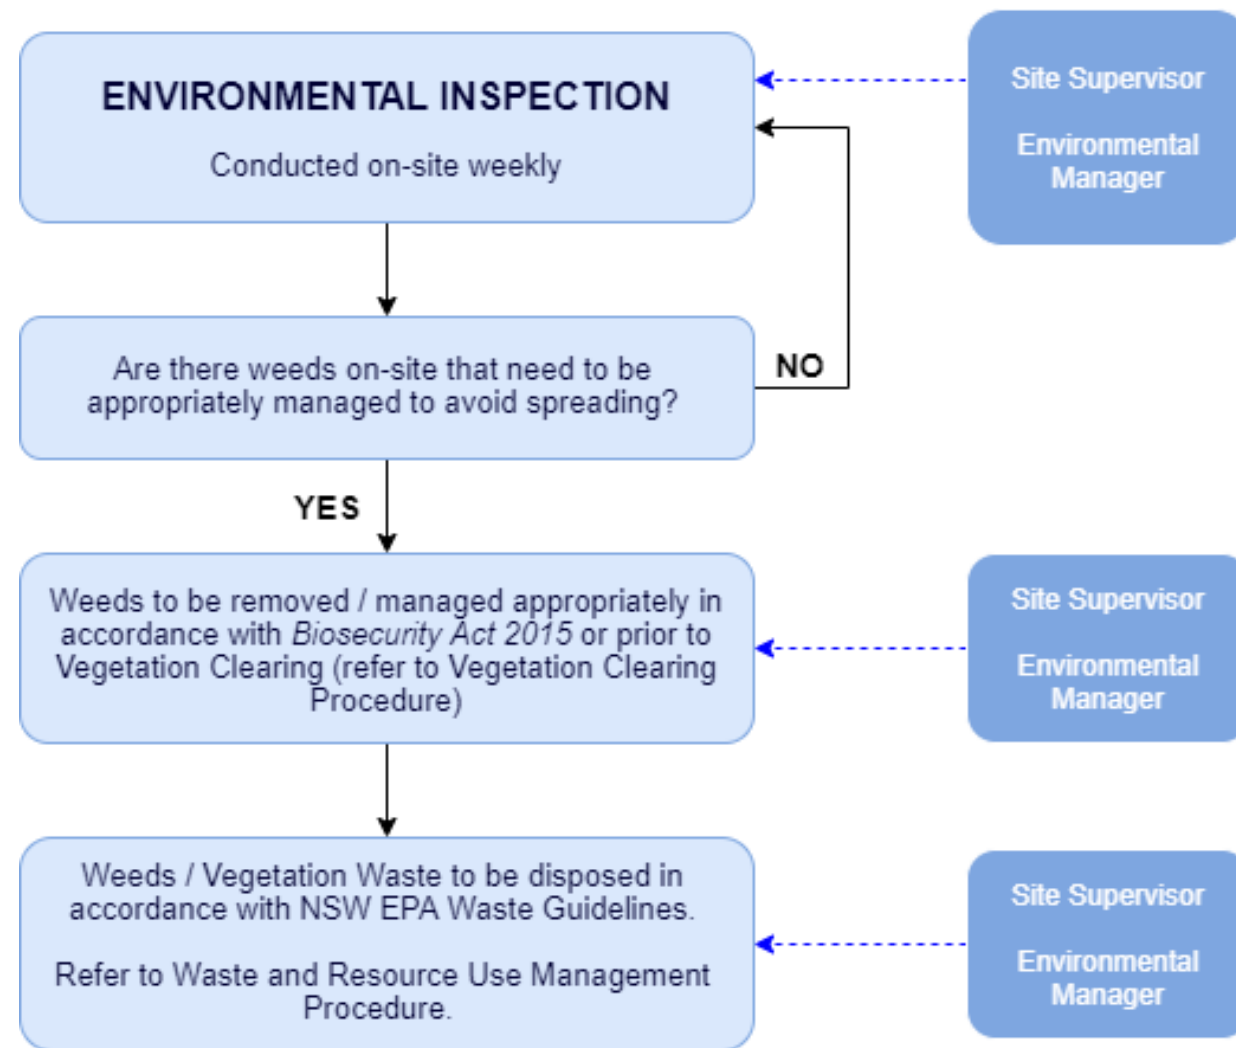 ENVIRONMENTAL INSPECTION
Conducted on-site weekly
Site Supervisor
Environmental
Manager
Are there weeds on-site that need to be
appropriately managed to avoid spreading?
NO
YES
Weeds to be removed / managed appropriately in
accordance with Biosecurity Act 2015 or prior to
Vegetation Clearing (refer to Vegetation Clearing
Procedure)
Site Supervisor
Environmental
Manager
Weeds / Vegetation Waste to be disposed in
accordance with NSW EPA Waste Guidelines.
Refer to Waste and Resource Use Management
Procedure.
Site Supervisor
Environmental
Manager